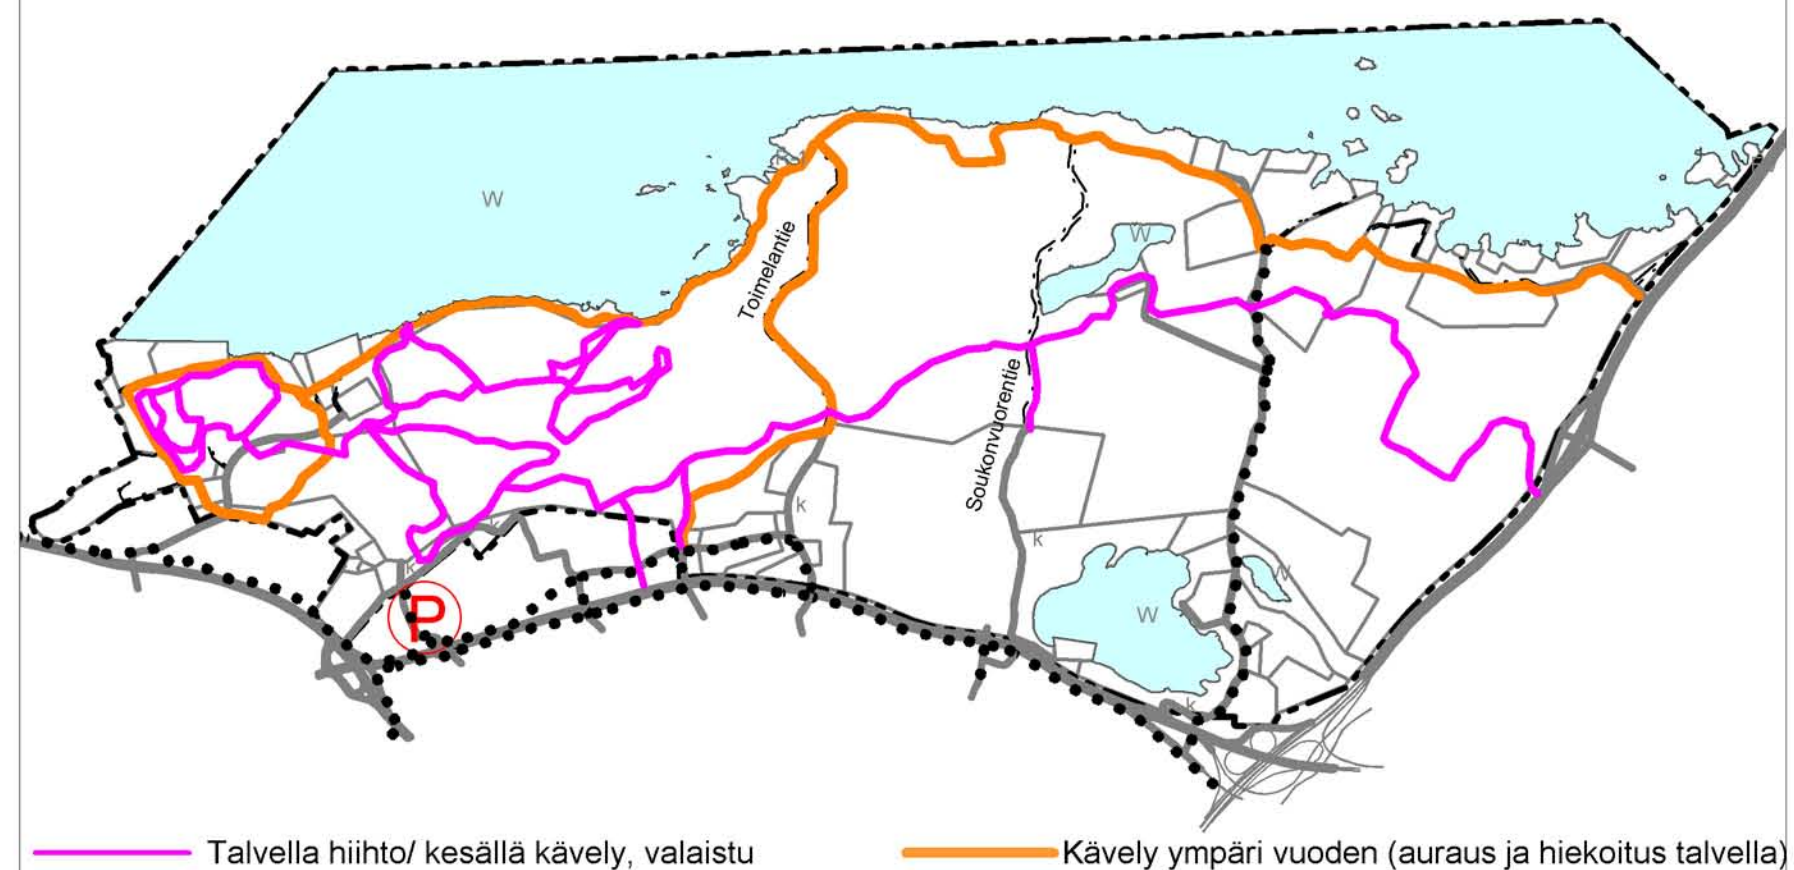 W
Toimelantie
W
Soukonvuorentie
k
k
k
k
P
W
k
Talvella hiihto/ kesällä kävely, valaistu
Kävely ympäri vuoden (auraus ja hiekoitus talvella)